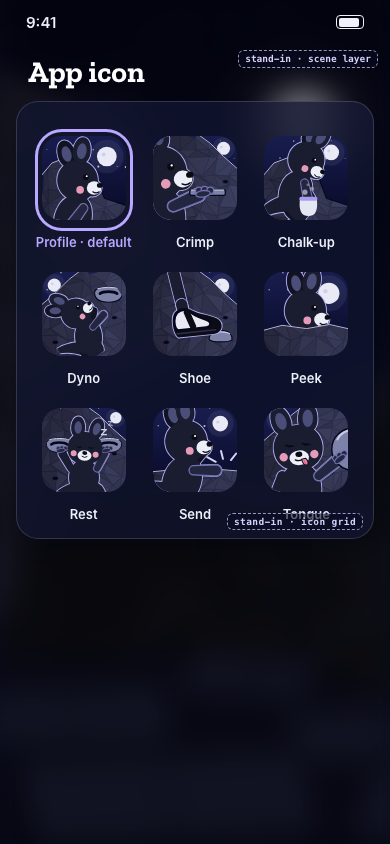 9:41
stand-in · scene layer
App icon
Profile · default
Crimp
Chalk-up
Dyno
Shoe
Peek
z
Rest
Send
Tongue
stand-in · icon grid